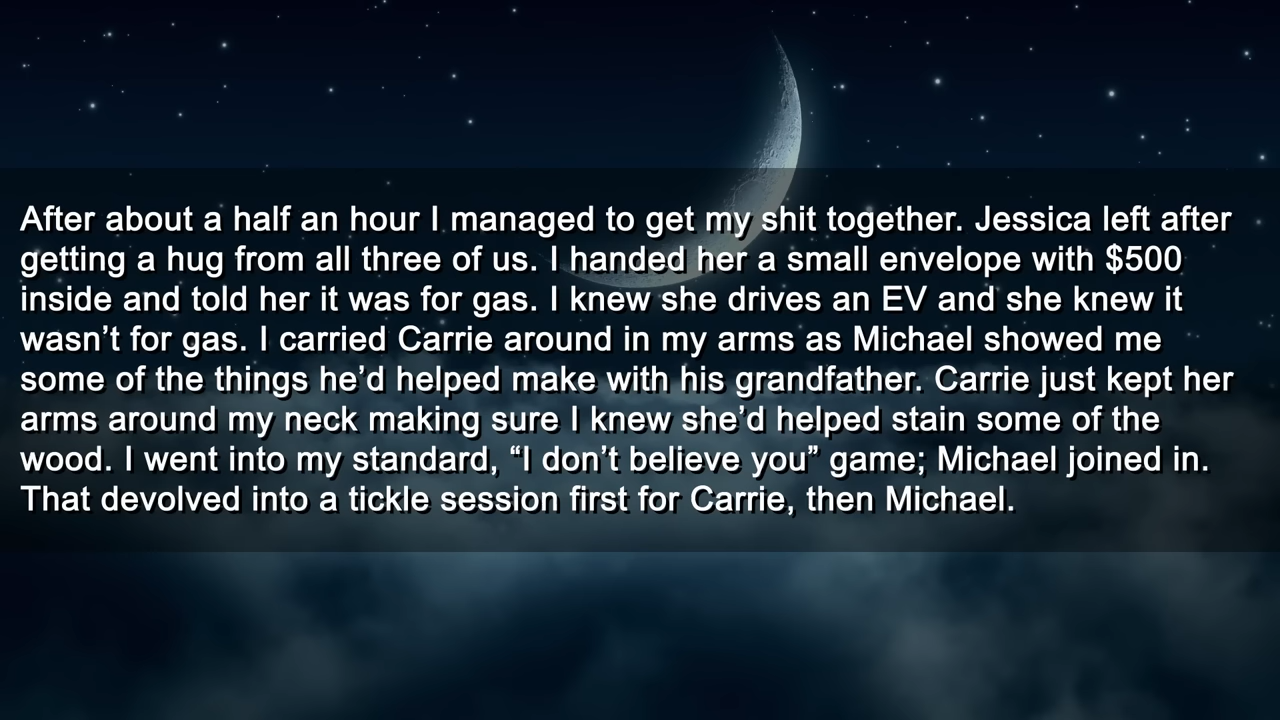 After about a half an hour I managed to get my shit together. Jessica left after
getting a hug from all three of us. I handed her a small envelope with $500
inside and told her it was for gas. I knew she drives an EV and she knew it
wasn’t for gas. I carried Carrie around in my arms as Michael showed me
some of the things he’d helped make with his grandfather. Carrie just kept her
arms around my neck making sure I knew she’d helped stain some of the
wood. I went into my standard, “I don’t believe you” game; Michael joined in.
That devolved into a tickle session first for Carrie, then Michael.